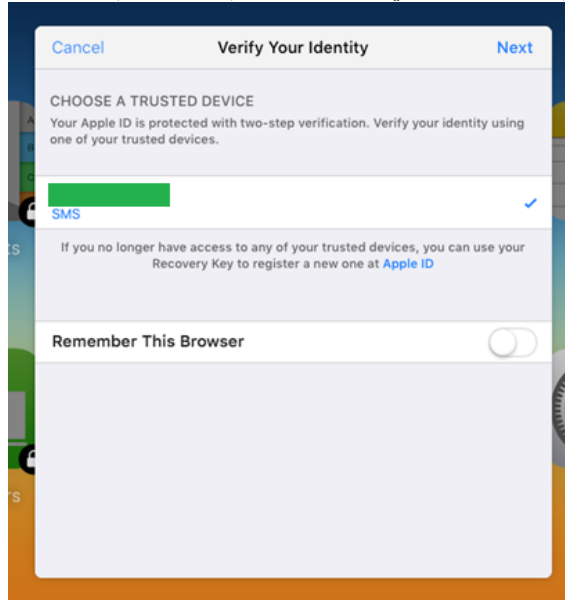 Cancel Verify Your Identity Next
CHOOSE A TRUSTED DEVICE
Your Apple ID is protected with two-step verification. Verify your identity using
one of your trusted devices.
SMS
If you no longer have access to any of your trusted devices, you can use your
Recovery Key to register a new one at Apple ID
Remember This Browser